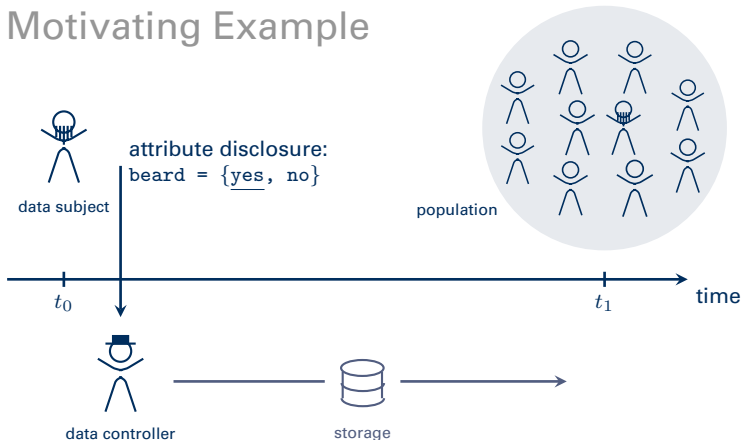 Motivating Example
attribute disclosure:
beard = {yes, no}
data subject
population
t₀
t₁
time
data controller
storage